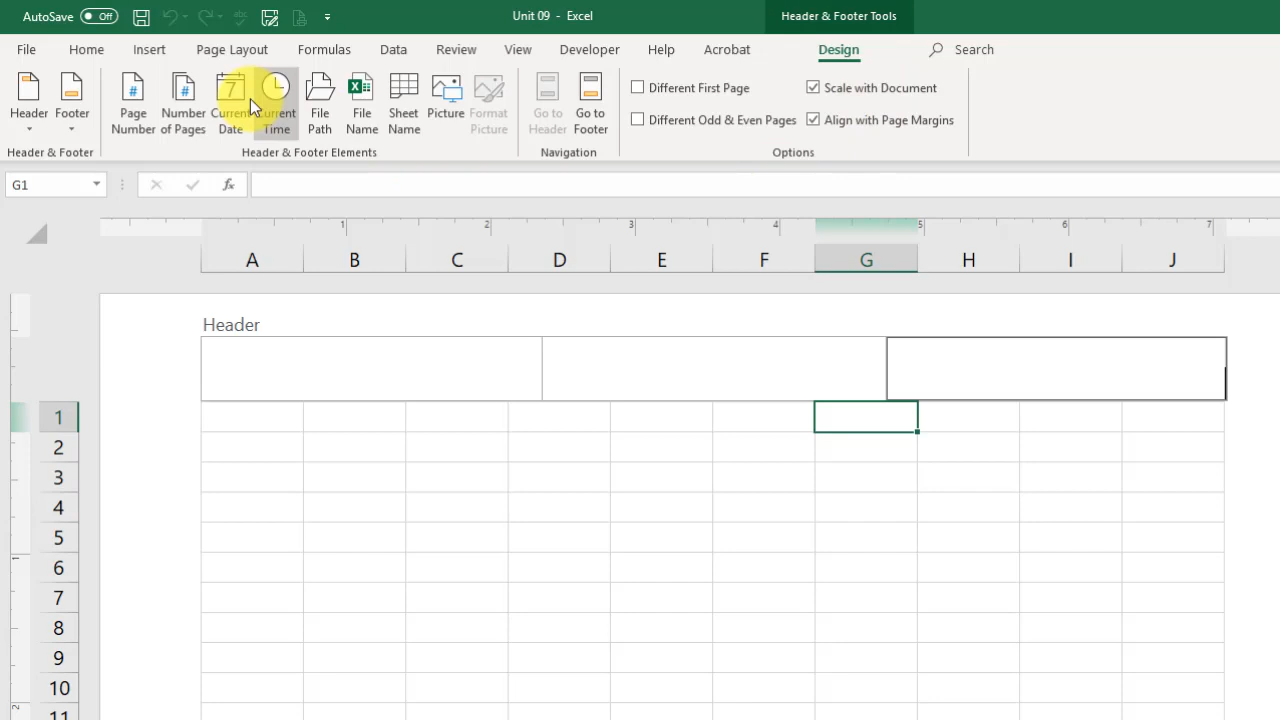 AutoSave Off Unit 09 - Excel Header & Footer Tools
File Home Insert Page Layout Formulas Data Review View Developer Help Acrobat Design Search
Header Footer Page Number Number of Pages Current Date Current Time File Path File Name Sheet Name Picture Format Picture Go to Header Go to Footer
Different First Page Scale with Document
Different Odd & Even Pages Align with Page Margins
Header & Footer Header & Footer Elements Navigation Options
G1 fx
1 2 3 4 5 6 7
A B C D E F G H I J
Header
1
2
3
4
5
6
7
8
9
10
11